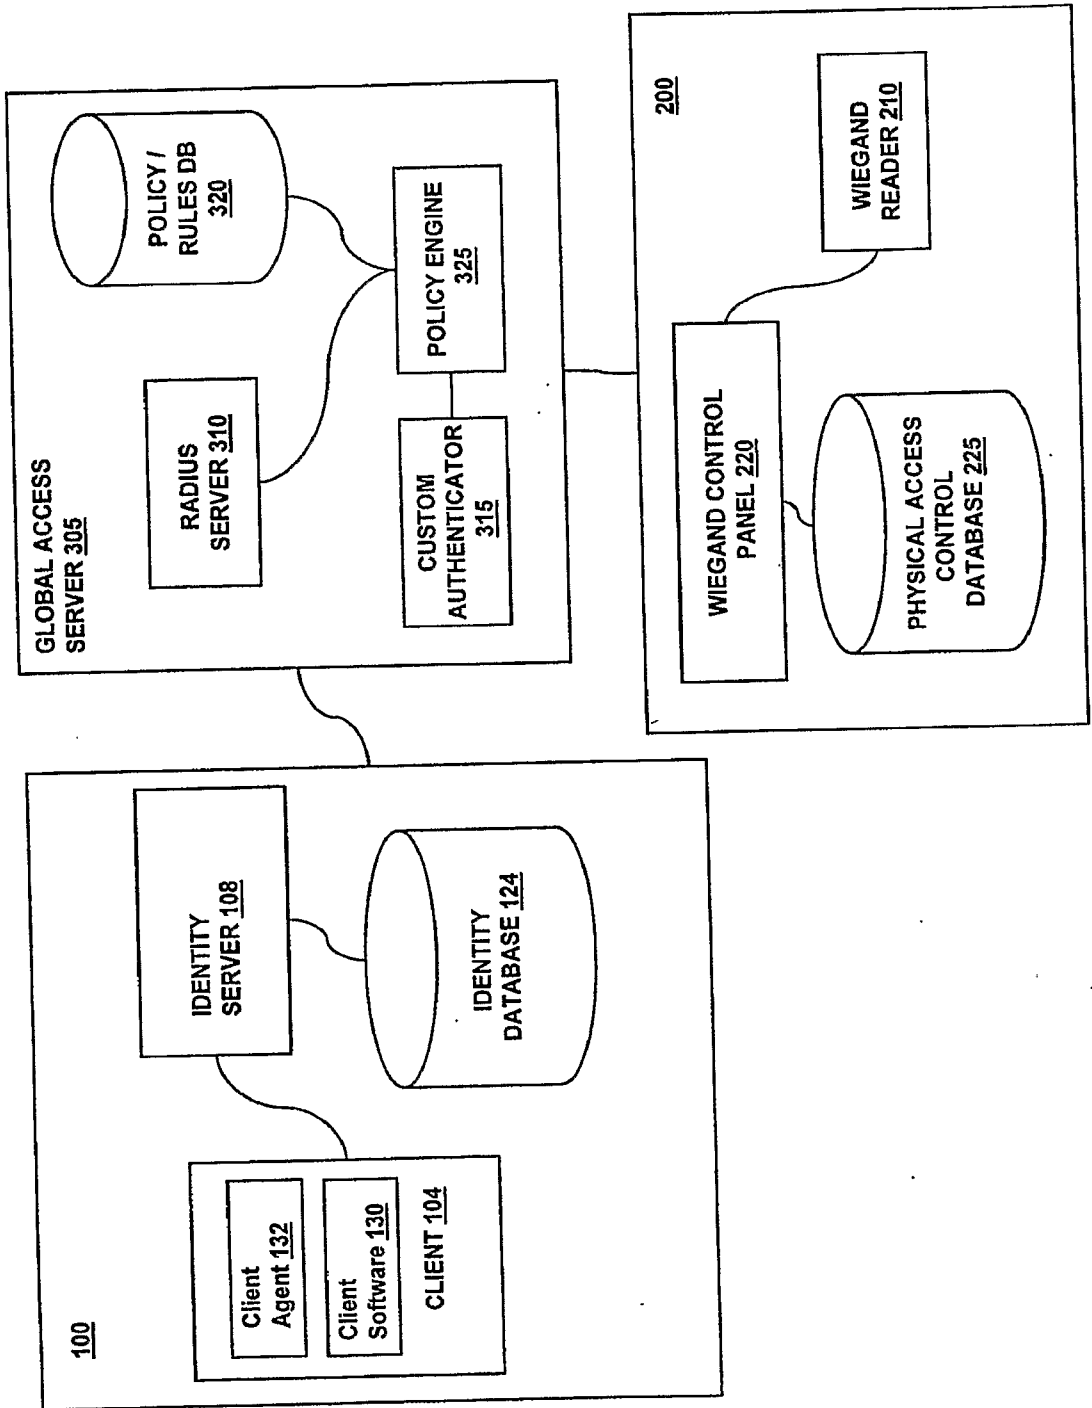 100
Client
Agent 132
Client
Software 130
CLIENT 104
IDENTITY
SERVER 108
IDENTITY
DATABASE 124
GLOBAL ACCESS
SERVER 305
RADIUS
SERVER 310
POLICY /
RULES DB
320
CUSTOM
AUTHENTICATOR
315
POLICY ENGINE
325
200
WIEGAND CONTROL
PANEL 220
WIEGAND
READER 210
PHYSICAL ACCESS
CONTROL
DATABASE 225